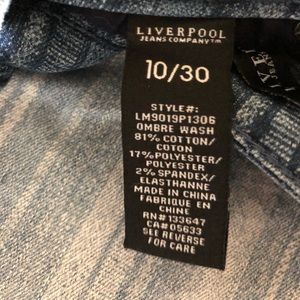 LIVERPOOL
JEANS COMPANY™
10/30
STYLE#:
LM9019P1306
OMBRE WASH
81% COTTON/
COTON
17%POLYESTER/
POLYESTER
2% SPANDEX/
ELASTHANNE
MADE IN CHINA
FABRIQUE EN
CHINE
RN#133647
CA#05633
SEE REVERSE
FOR CARE